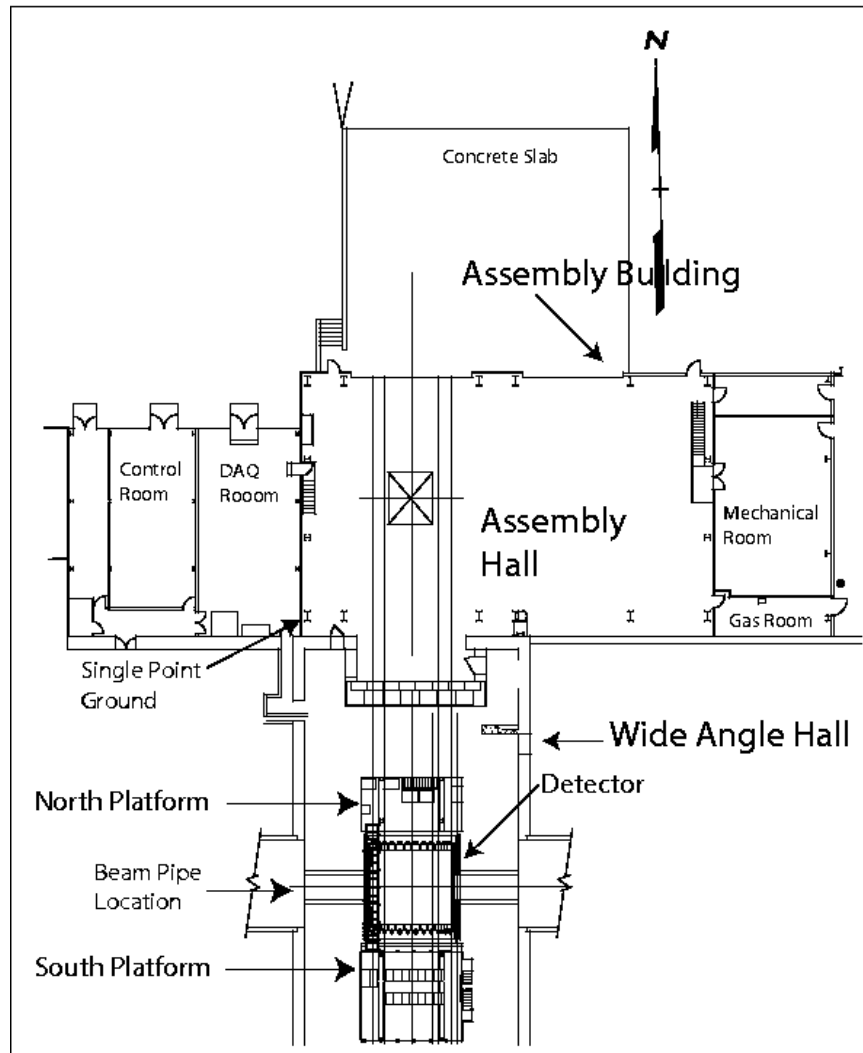 N
Concrete Slab
Assembly Building
Control
Room
DAQ
Rooom
Assembly
Hall
Mechanical
Room
Gas Room
Single Point
Ground
Wide Angle Hall
North Platform
Detector
Beam Pipe
Location
South Platform